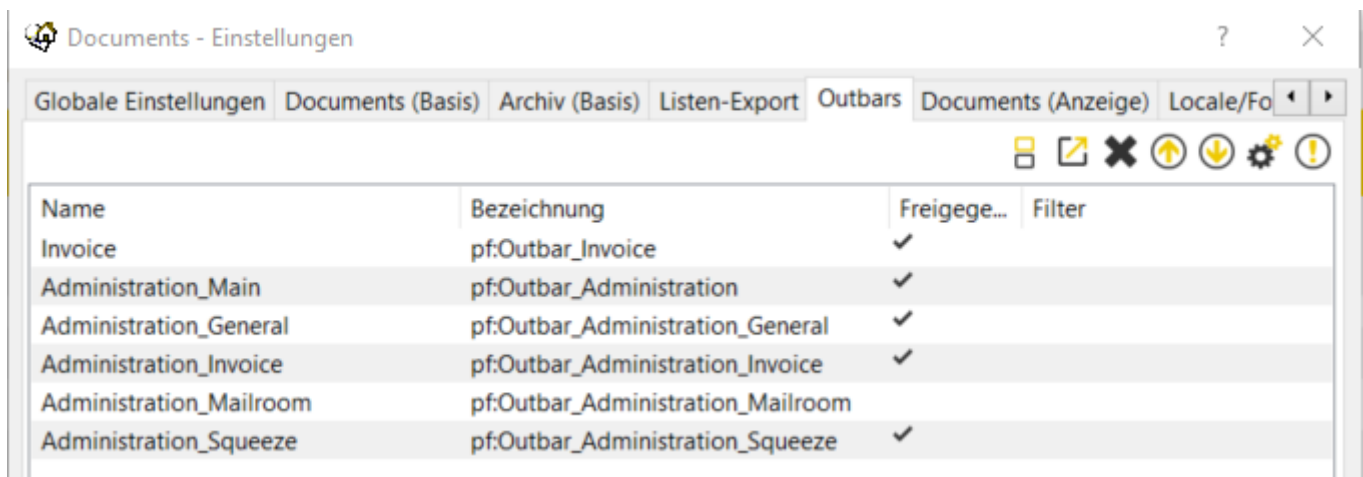 Documents - Einstellungen ?
Globale Einstellungen Documents (Basis) Archiv (Basis) Listen-Export Outbars Documents (Anzeige) Locale/Fo
Name Bezeichnung Freigege... Filter
Invoice pf:Outbar_Invoice
Administration_Main pf:Outbar_Administration
Administration_General pf:Outbar_Administration_General
Administration_Invoice pf:Outbar_Administration_Invoice
Administration_Mailroom pf:Outbar_Administration_Mailroom
Administration_Squeeze pf:Outbar_Administration_Squeeze